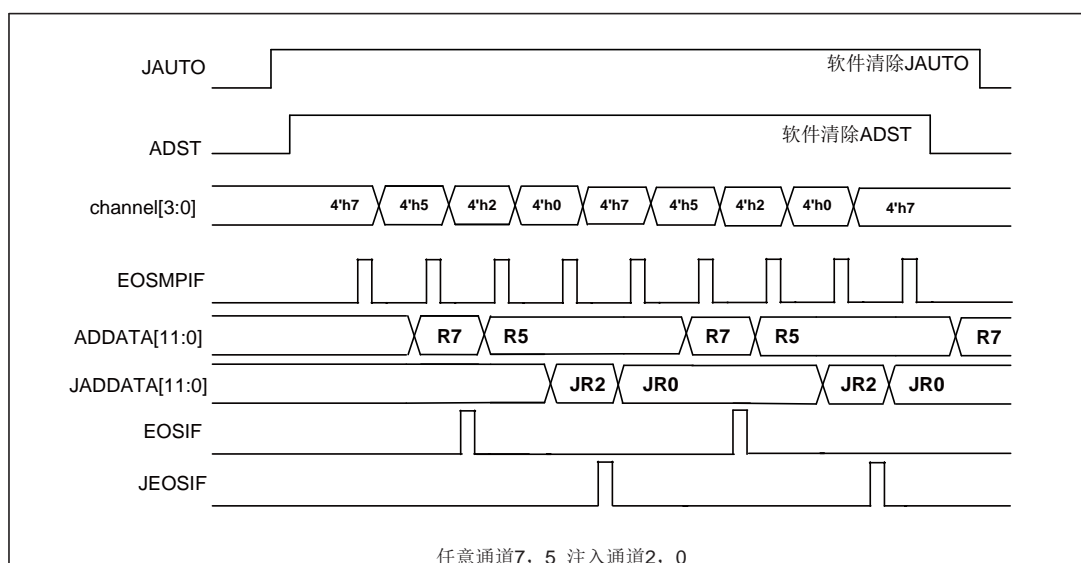 JAUTO 软件清除JAUTO
ADST 软件清除ADST
channel[3:0] 4'h7 4'h5 4'h2 4'h0 4'h7 4'h5 4'h2 4'h0 4'h7
EOSMPIF
ADDATA[11:0] R7 R5 R7 R5 R7
JADDATA[11:0] JR2 JR0 JR2 JR0
EOSIF
JEOSIF
任意通道7，5 注入通道2，0